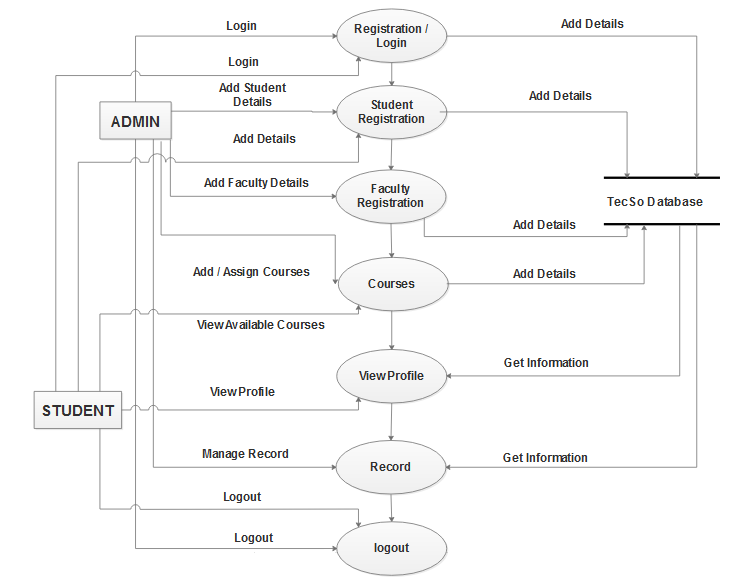 Login
Registration /
Login
Add Details
Login
Add Student
Details
Student
Registration
Add Details
ADMIN
Add Details
Add Faculty Details
Faculty
Registration
TecSo Database
Add Details
Add / Assign Courses
Courses
Add Details
View Available Courses
Get Information
View Profile
View Profile
STUDENT
Manage Record
Record
Get Information
Logout
Logout
logout